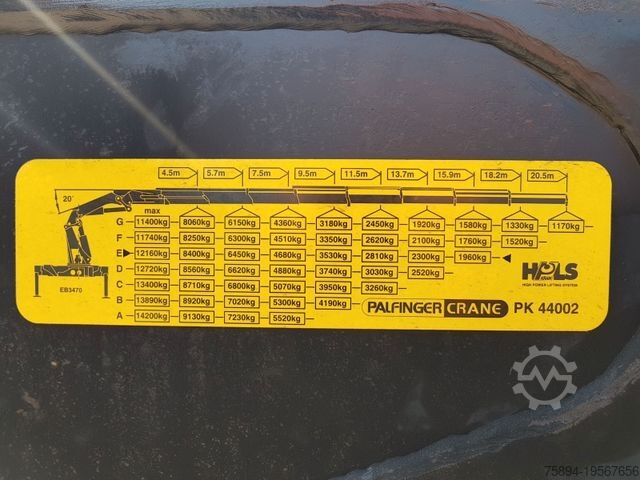 4.5m 5.7m 7.5m 9.5m 11.5m 13.7m 15.9m 18.2m 20.5m
20°
max
G 11400kg 8060kg 6150kg 4360kg 3180kg 2450kg 1920kg 1580kg 1330kg 1170kg
F 11740kg 8250kg 6300kg 4510kg 3350kg 2620kg 2100kg 1760kg 1520kg
E 12160kg 8400kg 6450kg 4680kg 3530kg 2810kg 2300kg 1960kg
D 12720kg 8560kg 6620kg 4880kg 3740kg 3030kg 2520kg
C 13400kg 8710kg 6800kg 5070kg 3950kg 3260kg
B 13890kg 8920kg 7020kg 5300kg 4190kg
A 14200kg 9130kg 7230kg 5520kg
EB3470
HPLS
HIGH POWER LIFTING SYSTEM
PALFINGER CRANE PK 44002
75894-19567656